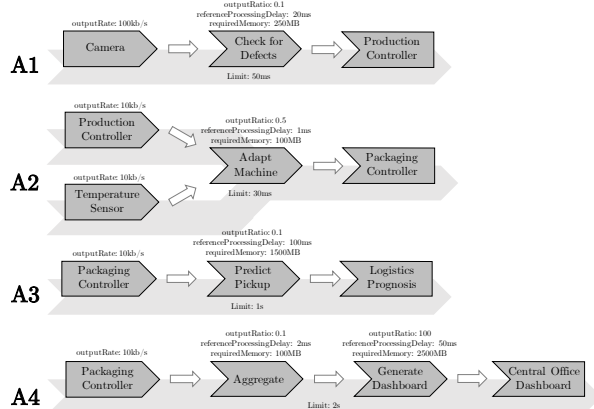 outputRatio: 0.1
outputRate: 100kb/s
referenceProcessingDelay: 20ms
requiredMemory: 250MB
Camera
Check for
Defects
Production
Controller
A1
Limit: 50ms
outputRate: 10kb/s
Production
Controller
outputRatio: 0.5
referenceProcessingDelay: 1ms
requiredMemory: 100MB
Adapt
Machine
Packaging
Controller
A2
outputRate: 10kb/s
Temperature
Sensor
Limit: 30ms
outputRatio: 0.1
referenceProcessingDelay: 100ms
requiredMemory: 1500MB
outputRate: 10kb/s
Packaging
Controller
Predict
Pickup
Logistics
Prognosis
A3
Limit: 1s
outputRatio: 0.1
referenceProcessingDelay: 2ms
requiredMemory: 100MB
outputRatio: 100
referenceProcessingDelay: 50ms
requiredMemory: 2500MB
outputRate: 10kb/s
Packaging
Controller
Aggregate
Generate
Dashboard
Central Office
Dashboard
A4
Limit: 2s